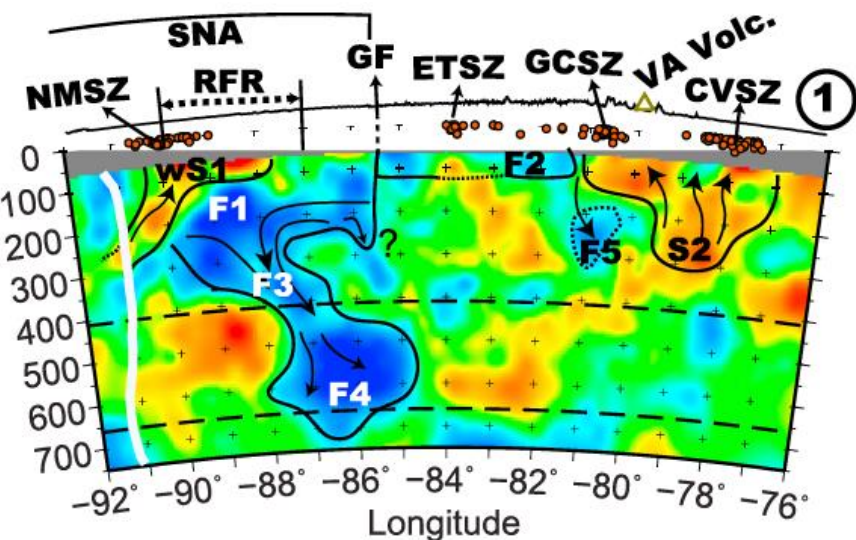 SNA
GF
ETSZ
GCSZ
VA Volc.
CVSZ
1
NMSZ
RFR
0
100
200
300
400
500
600
700
wS1
F1
F2
F3
?
F4
F5
S2
−92° −90° −88° −86° −84° −82° −80° −78° −76°
Longitude